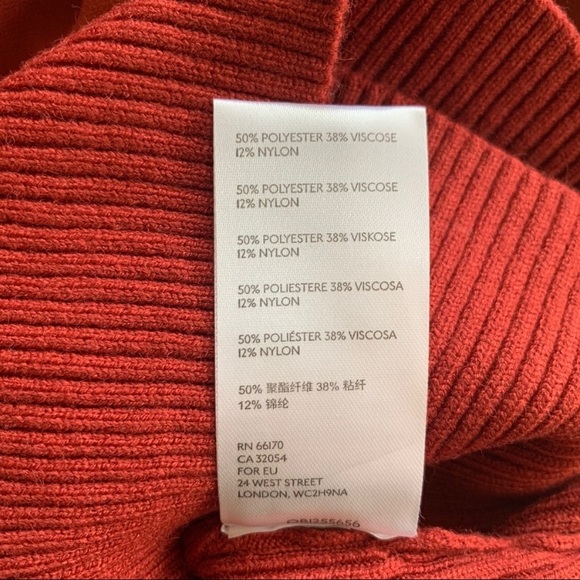 50% POLYESTER 38% VISCOSE
12% NYLON
50% POLYESTER 38% VISCOSE
12% NYLON
50% POLYESTER 38% VISKOSE
12% NYLON
50% POLIESTERE 38% VISCOSA
12% NYLON
50% POLIÉSTER 38% VISCOSA
12% NYLON
50% 聚酯纤维 38% 粘纤
12% 锦纶
RN 66170
CA 32054
FOR EU
24 WEST STREET
LONDON, WC2H9NA